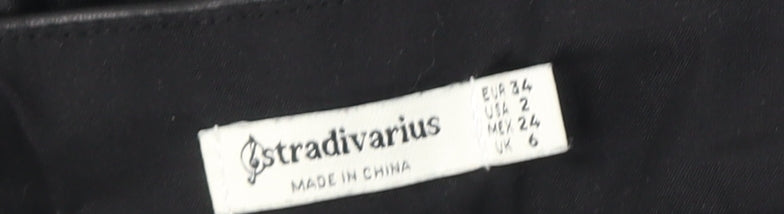 stradivarius
MADE IN CHINA
EUR 34
USA 2
MEX 24
UK 6